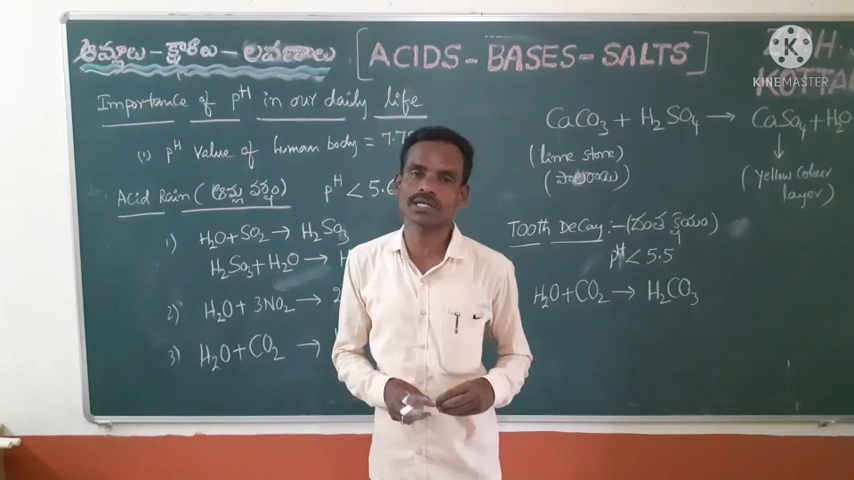 ఆమ్లాలు - క్షారాలు - లవణాలు [ACIDS - BASES - SALTS]
KINEMASTER
Importance of pH in our daily life
(1) pH value of human body = 7.
Acid Rain (ఆమ్ల వర్షం) pH < 5.6
1) H2O + SO2 → H2SO3
H2SO3 + H2O →
2) H2O + 3NO2 → 2
3) H2O + CO2 →
CaCO3 + H2SO4 → CaSO4 + H2O
(lime stone)
(Yellow Colour
layer)
Tooth Decay :- (దంత క్షయం)
pH < 5.5
H2O + CO2 → H2CO3